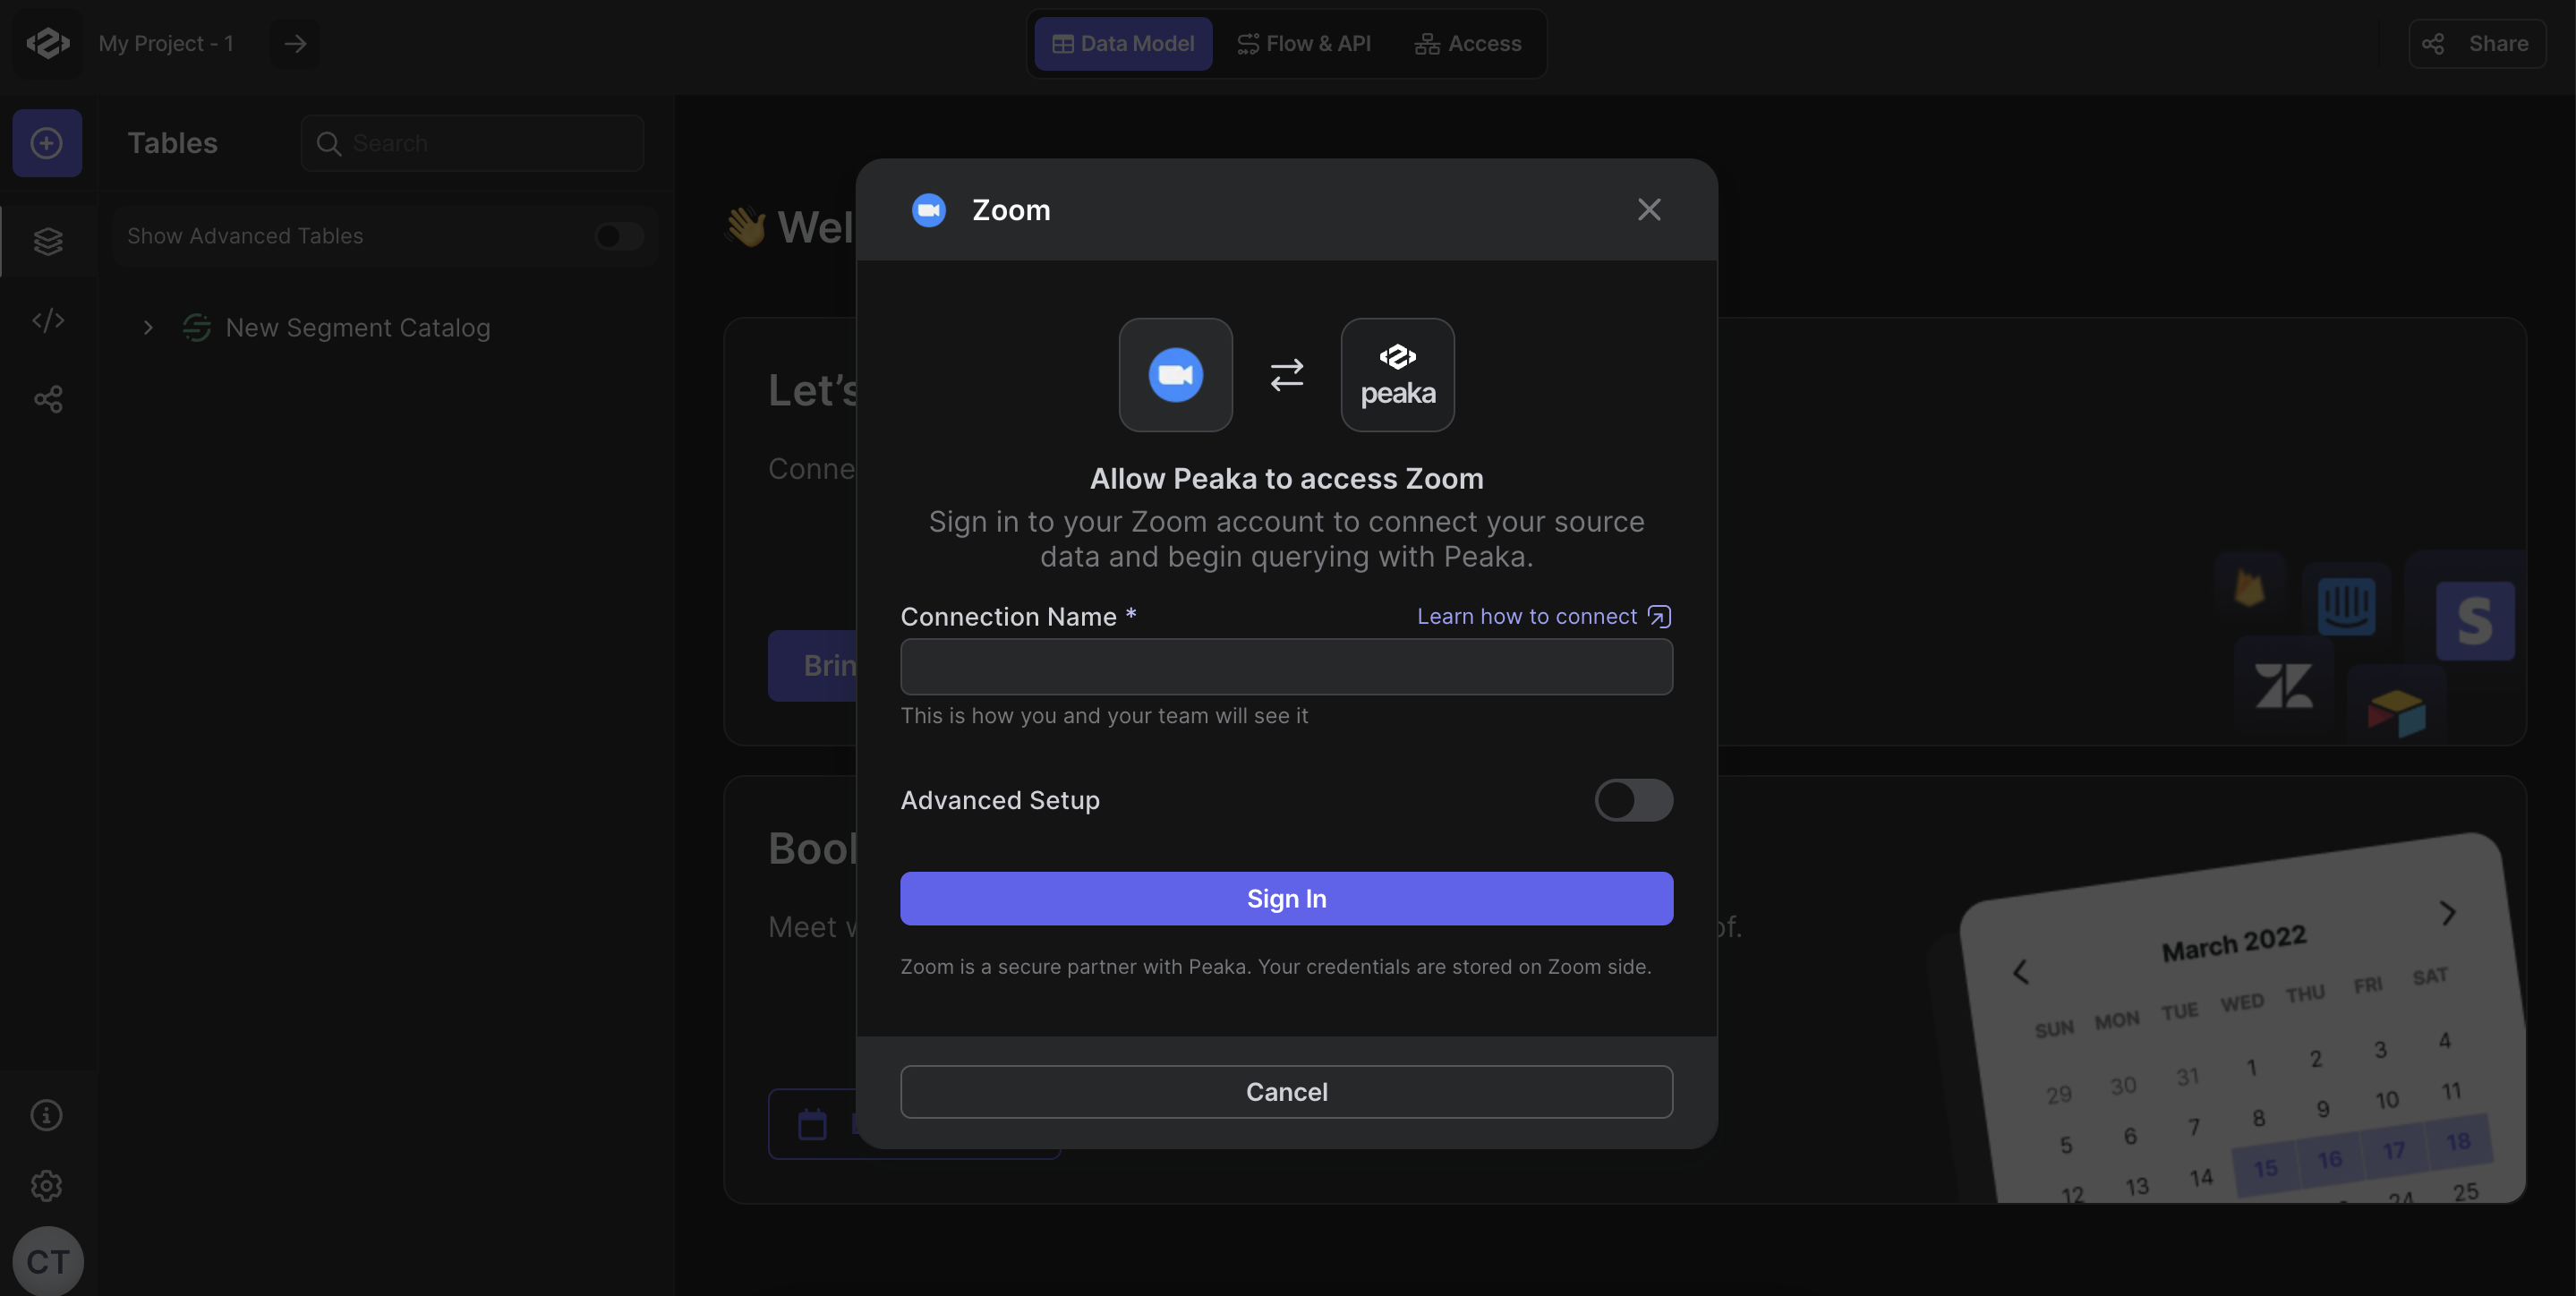 My Project - 1
Data Model
Flow & API
Access
Share
Tables
Search
Show Advanced Tables
New Segment Catalog
👋 Wel
Let's
Conne
Brin
Zoom
peaka
Allow Peaka to access Zoom
Sign in to your Zoom account to connect your source
data and begin querying with Peaka.
Connection Name *
Learn how to connect
This is how you and your team will see it
Advanced Setup
Sign In
Zoom is a secure partner with Peaka. Your credentials are stored on Zoom side.
Cancel
Meet
of.
March 2022
SUN MON TUE WED THU FRI SAT
29 30 31 1 2 3 4
5 6 7 8 9 10 11
12 13 14 15 16 17 18
24 25
CT